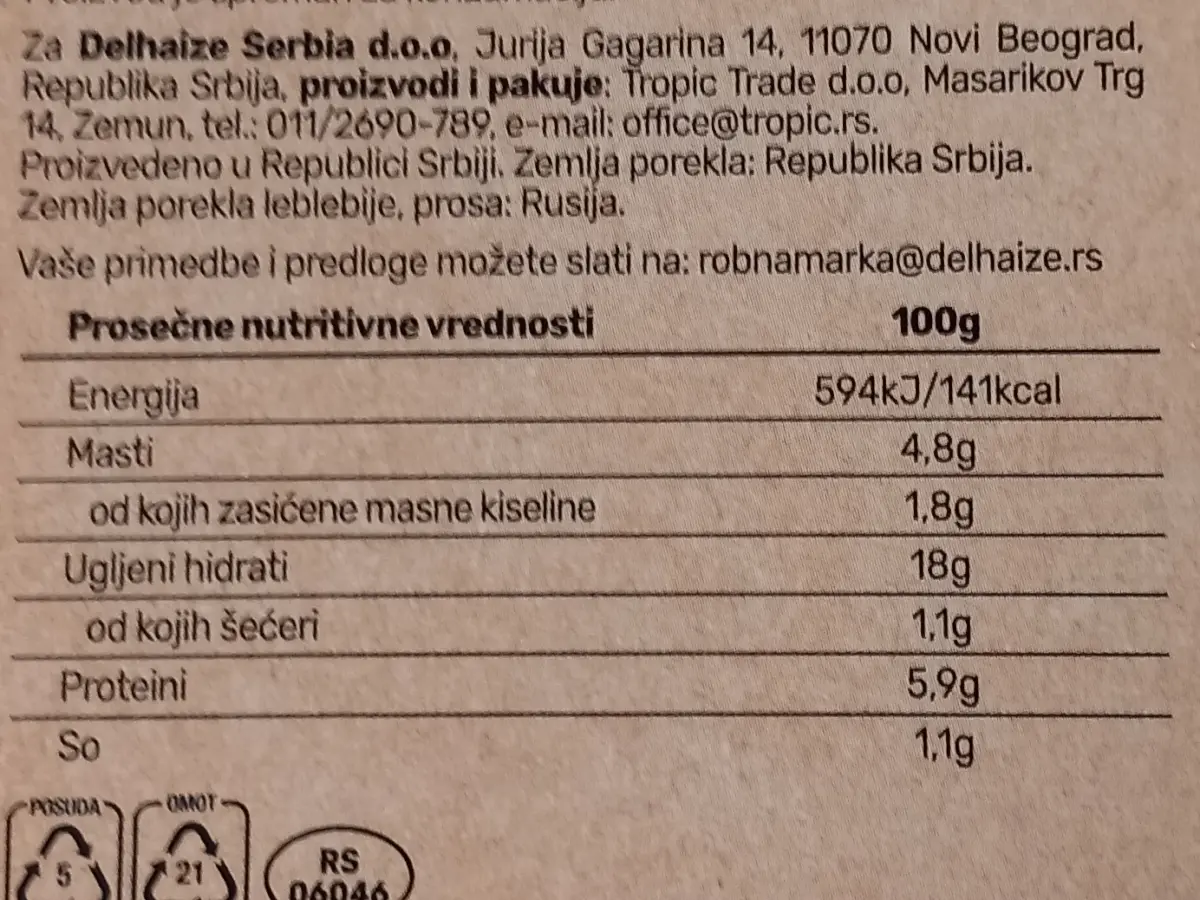 Za Delhaize Serbia d.o.o, Jurija Gagarina 14, 11070 Novi Beograd,
Republika Srbija, proizvodi i pakuje: Tropic Trade d.o.o, Masarikov Trg
14, Zemun, tel.: 011/2690-789, e-mail: office@tropic.rs.
Proizvedeno u Republici Srbiji. Zemlja porekla: Republika Srbija.
Zemlja porekla leblebije, prosa: Rusija.
Vaše primedbe i predloge možete slati na: robnamarka@delhaize.rs
Prosečne nutritivne vrednosti 100g
Energija 594kJ/141kcal
Masti 4,8g
od kojih zasićene masne kiseline 1,8g
Ugljeni hidrati 18g
od kojih šećeri 1,1g
Proteini 5,9g
So 1,1g
POSUDA OMOT
5 21 RS
06046